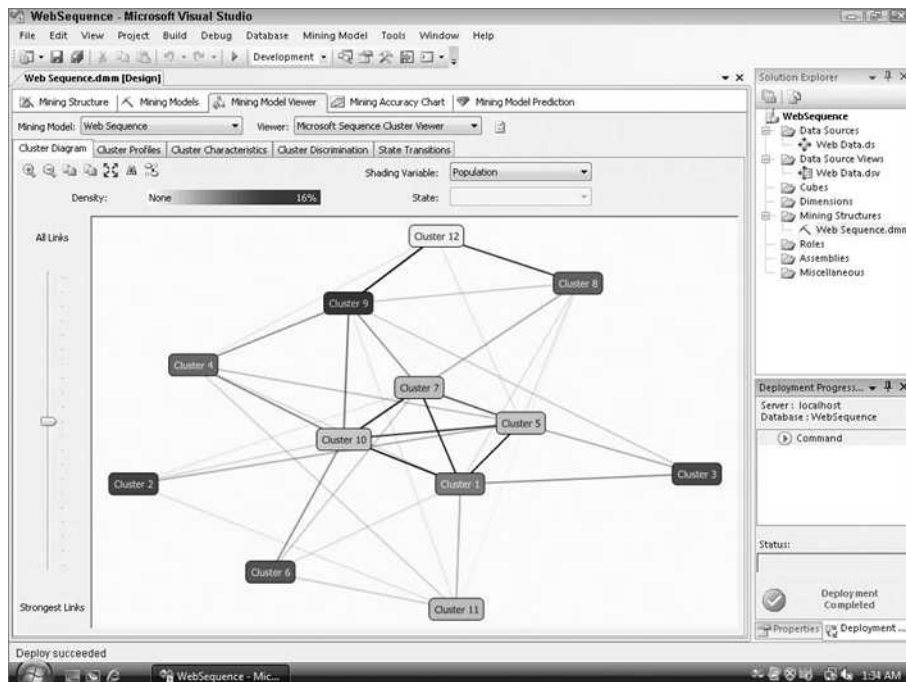 WebSequence - Microsoft Visual Studio
File Edit View Project Build Debug Database Mining Model Tools Window Help
Development
Web Sequence.dmm [Design]
Mining Structure Mining Models Mining Model Viewer Mining Accuracy Chart Mining Model Prediction
Mining Model: Web Sequence Viewer: Microsoft Sequence Cluster Viewer
Cluster Diagram Cluster Profiles Cluster Characteristics Cluster Discrimination State Transitions
Shading Variable: Population
Density: None 16% State:
All Links
Cluster 12
Cluster 8
Cluster 9
Cluster 4
Cluster 7
Cluster 5
Cluster 10
Cluster 3
Cluster 2
Cluster 1
Cluster 6
Cluster 11
Strongest Links
Solution Explorer
WebSequence
Data Sources
Web Data.ds
Data Source Views
Web Data.dsv
Cubes
Dimensions
Mining Structures
Web Sequence.dmm
Roles
Assemblies
Miscellaneous
Deployment Progress...
Server : localhost
Database : WebSequence
Command
Status:
Deployment
Completed
Properties Deployment ...
Deploy succeeded
WebSequence - Mic...
1:34 AM